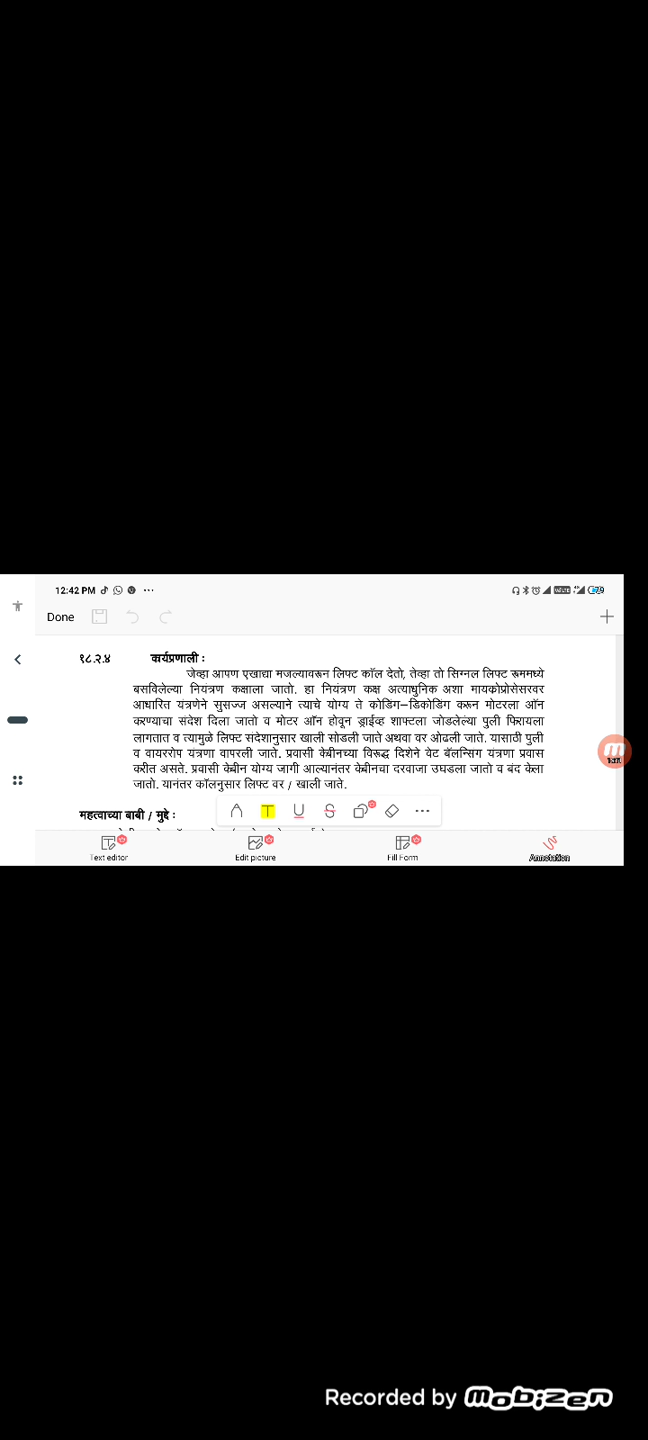 12:42 PM
79
Done
१८.२.४ कार्यप्रणाली :
जेव्हा आपण एखाद्या मजल्यावरून लिफ्ट कॉल देतो, तेव्हा तो सिग्नल लिफ्ट रूममध्ये
बसविलेल्या नियंत्रण कक्षाला जातो. हा नियंत्रण कक्ष अत्याधुनिक अशा मायकोप्रोसेसरवर
आधारित यंत्रणेने सुसज्ज असल्याने त्याचे योग्य ते कोडिंग–डिकोडिंग करून मोटरला ऑन
करण्याचा संदेश दिला जातो व मोटर ऑन होवून ड्राईव्ह शाफ्टला जोडलेल्या पुली फिरायला
लागतात व त्यामुळे लिफ्ट संदेशानुसार खाली सोडली जाते अथवा वर ओढली जाते. यासाठी पुली
व वायररोप यंत्रणा वापरली जाते. प्रवासी केबीनच्या विरूद्ध दिशेने वेट बॅलन्सिग यंत्रणा प्रवास
करीत असते. प्रवासी केबीन योग्य जागी आल्यानंतर केबीनचा दरवाजा उघडला जातो व बंद केला
जातो. यानंतर कॉलनुसार लिफ्ट वर / खाली जाते.
महत्वाच्या बाबी / मुद्दे :
Text editor
Edit picture
Fill Form
Annotation
Recorded by mobizen